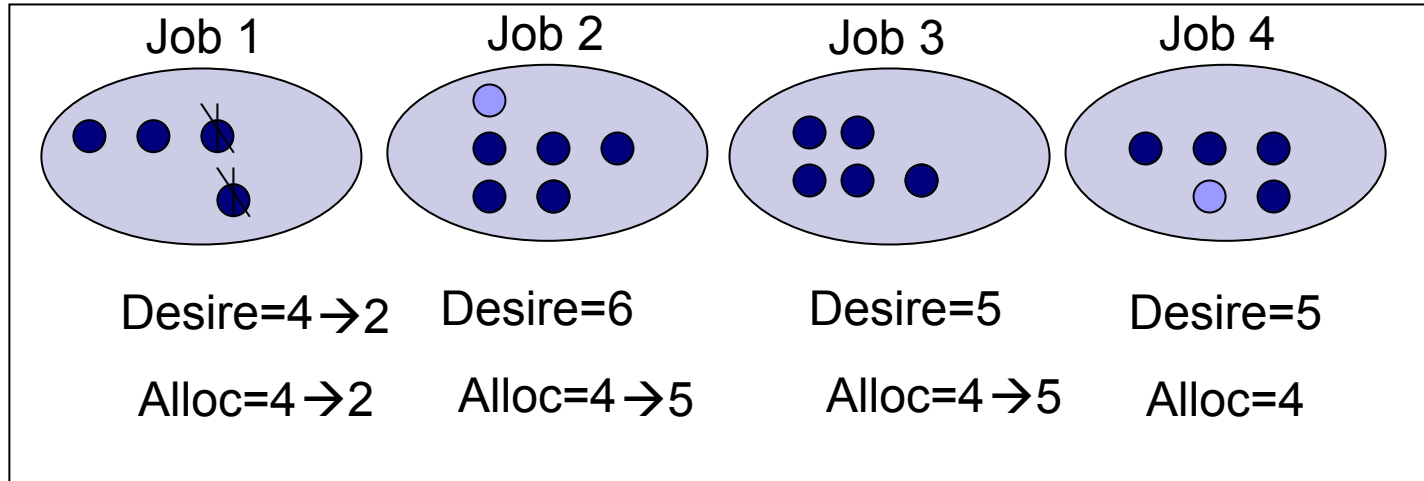 Job 1 Job 2 Job 3 Job 4
Desire=4→2 Desire=6 Desire=5 Desire=5
Alloc=4→2 Alloc=4→5 Alloc=4→5 Alloc=4